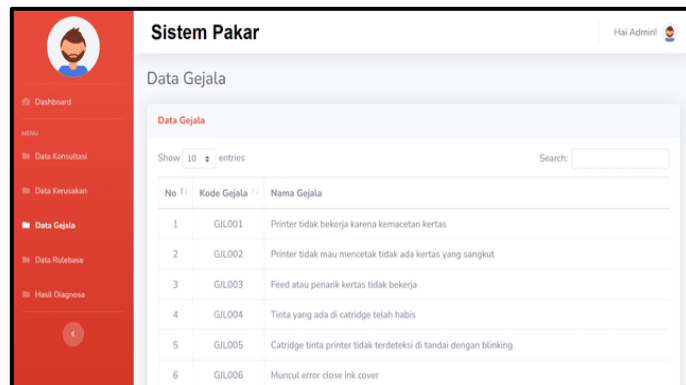 Sistem Pakar
Hai Admin!
Data Gejala
Dashboard
MENU
Data Konsultasi
Data Kerusakan
Data Gejala
Data Rulebase
Hasil Diagnosa
Data Gejala
Show 10 entries
Search:
No Kode Gejala Nama Gejala
1 GJL001 Printer tidak bekerja karena kemacetan kertas
2 GJL002 Printer tidak mau mencetak tidak ada kertas yang sangkut
3 GJL003 Feed atau penarik kertas tidak bekerja
4 GJL004 Tinta yang ada di catridge telah habis
5 GJL005 Catridge tinta printer tidak terdeteksi di tandai dengan blinking
6 GJL006 Muncul error close ink cover